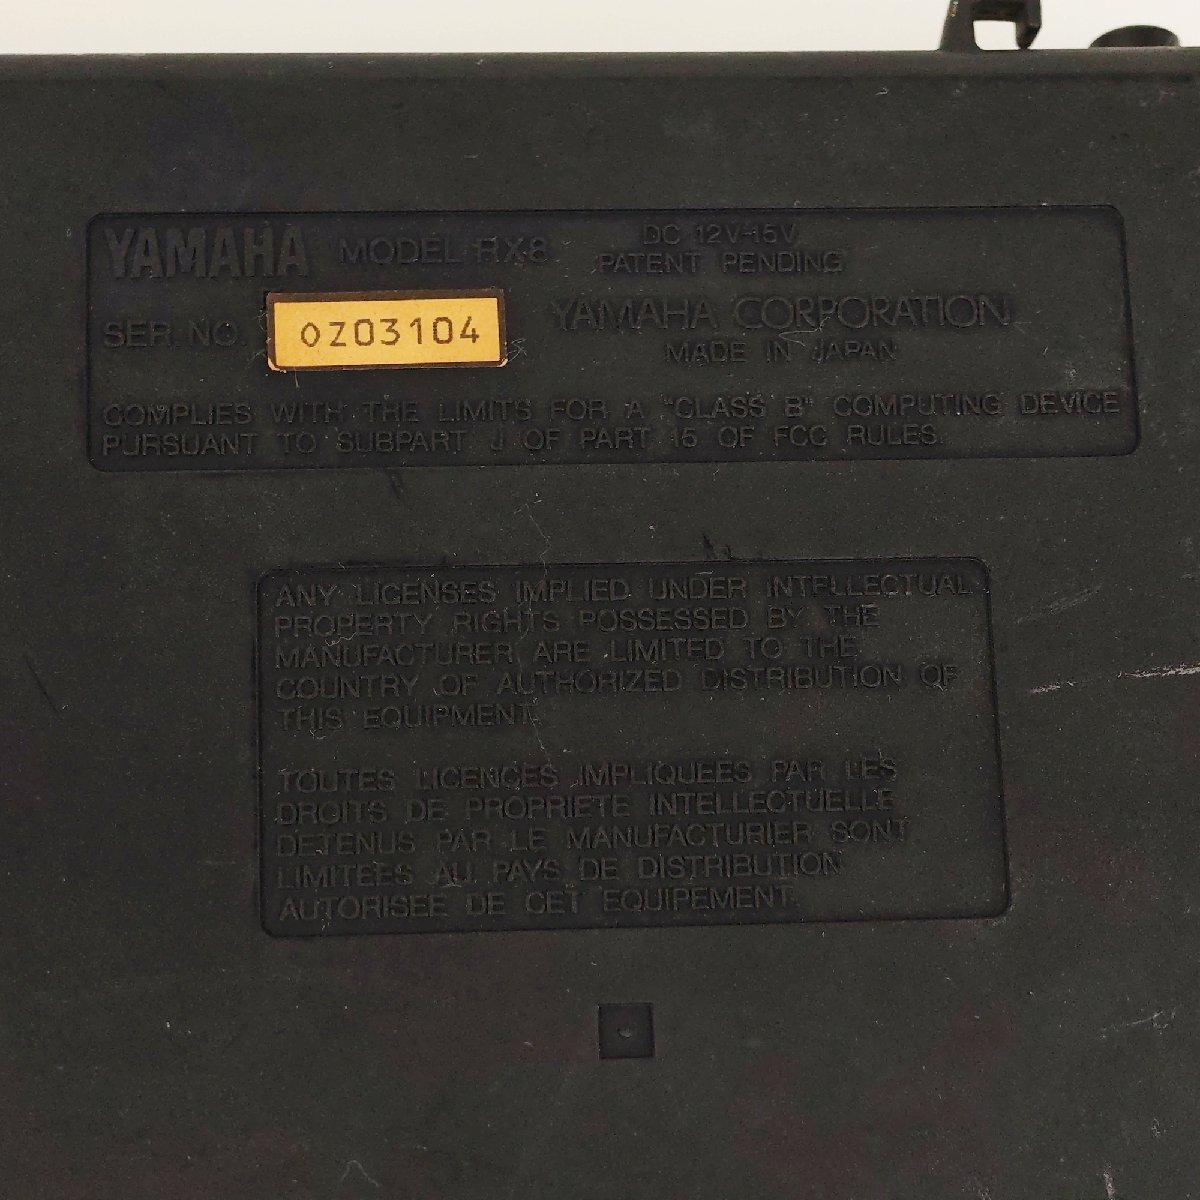 YAMAHA MODEL RX8 DC 12V-15V
PATENT PENDING
SER. NO. OZ03104 YAMAHA CORPORATION
MADE IN JAPAN
COMPLIES WITH THE LIMITS FOR A "CLASS B" COMPUTING DEVICE
PURSUANT TO SUBPART J OF PART 15 OF FCC RULES.
ANY LICENSES IMPLIED UNDER INTELLECTUAL
PROPERTY RIGHTS POSSESSED BY THE
MANUFACTURER ARE LIMITED TO THE
COUNTRY OF AUTHORIZED DISTRIBUTION OF
THIS EQUIPMENT.
TOUTES LICENCES IMPLIQUEES PAR LES
DROITS DE PROPRIETE INTELLECTUELLE
DETENUS PAR LE MANUFACTURIER SONT
LIMITEES AU PAYS DE DISTRIBUTION
AUTORISEE DE CET EQUIPEMENT.